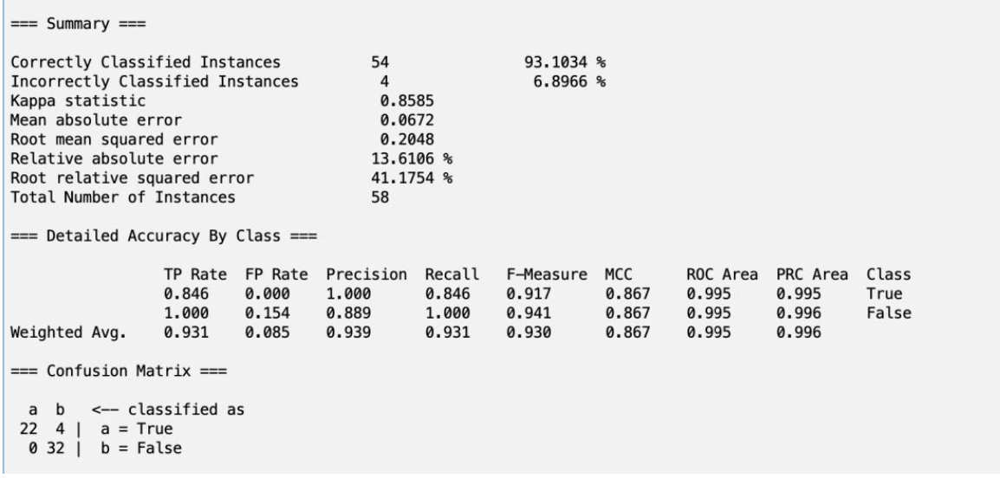 === Summary ===
Correctly Classified Instances 54 93.1034 %
Incorrectly Classified Instances 4 6.8966 %
Kappa statistic 0.8585
Mean absolute error 0.0672
Root mean squared error 0.2048
Relative absolute error 13.6106 %
Root relative squared error 41.1754 %
Total Number of Instances 58
=== Detailed Accuracy By Class ===
TP Rate FP Rate Precision Recall F-Measure MCC ROC Area PRC Area Class
0.846 0.000 1.000 0.846 0.917 0.867 0.995 0.995 True
1.000 0.154 0.889 1.000 0.941 0.867 0.995 0.996 False
Weighted Avg. 0.931 0.085 0.939 0.931 0.930 0.867 0.995 0.996
=== Confusion Matrix ===
a b <-- classified as
22 4 | a = True
0 32 | b = False